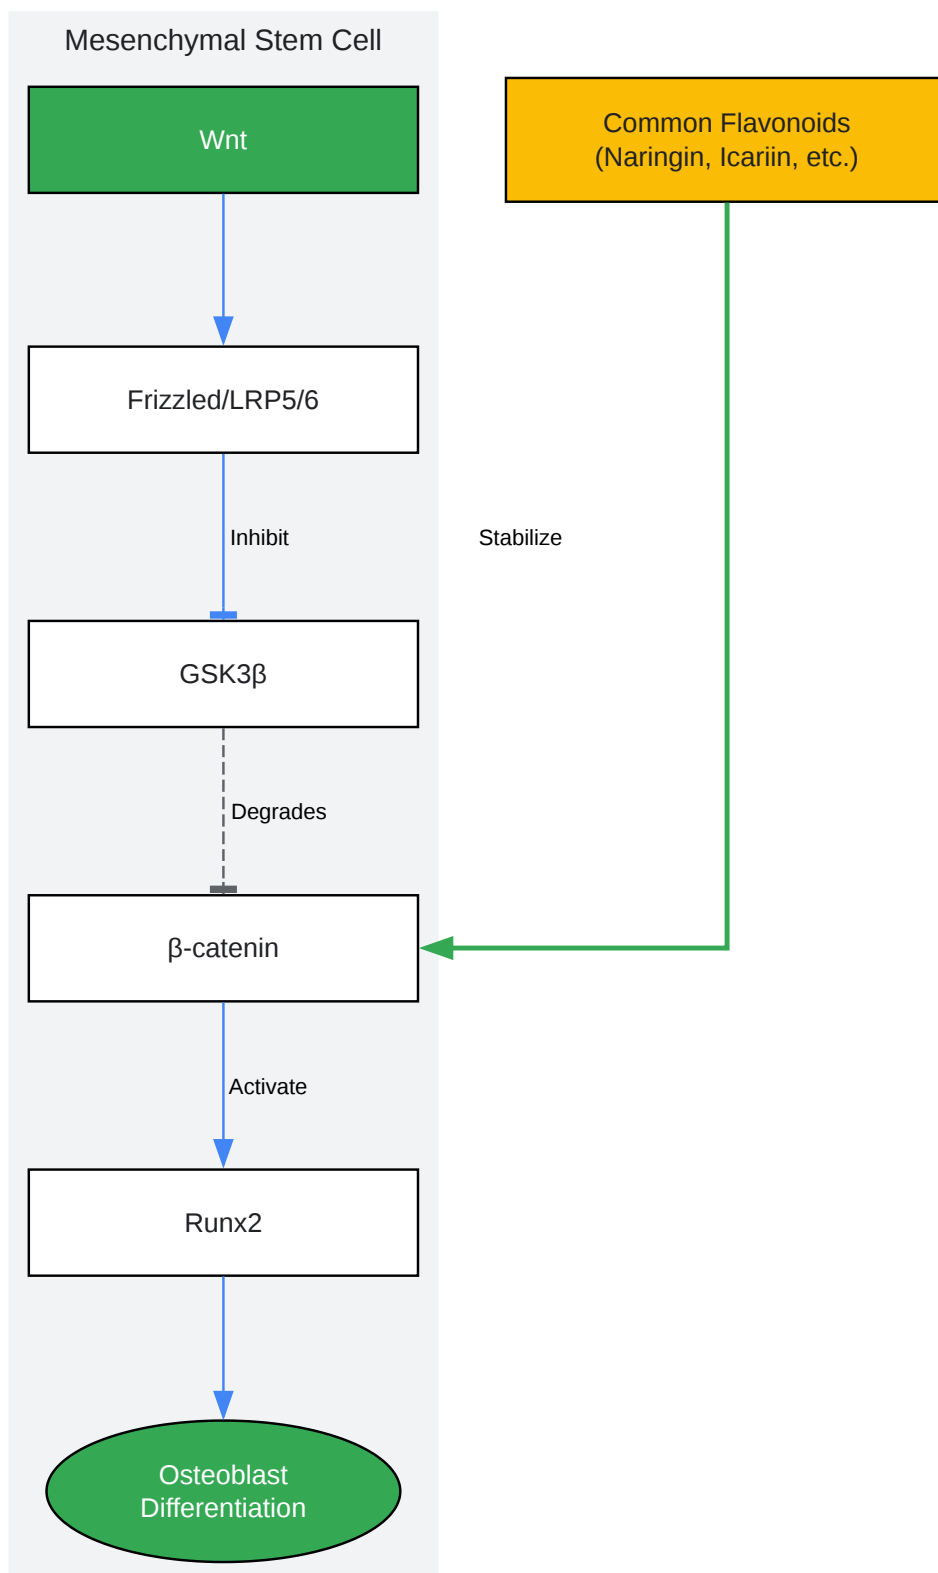 Mesenchymal Stem Cell
Wnt
Common Flavonoids
(Naringin, Icariin, etc.)
Frizzled/LRP5/6
Inhibit
Stabilize
GSK3β
Degrades
β-catenin
Activate
Runx2
Osteoblast
Differentiation